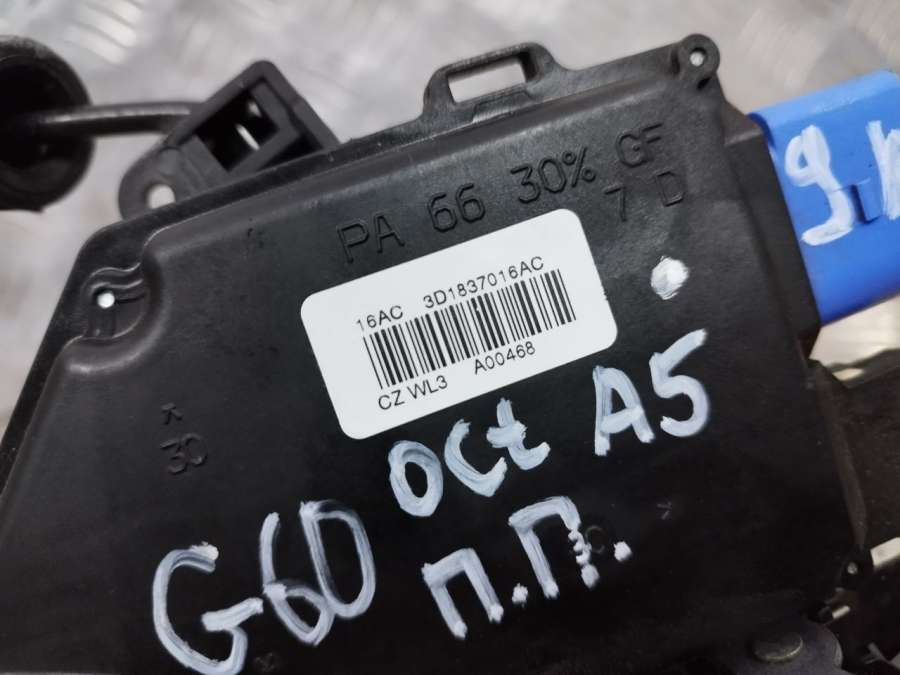 PA 66 30% GF
7 D
16AC 3D1837016AC
CZ WL3 A00468
30
Oct A5
G60
П.П.